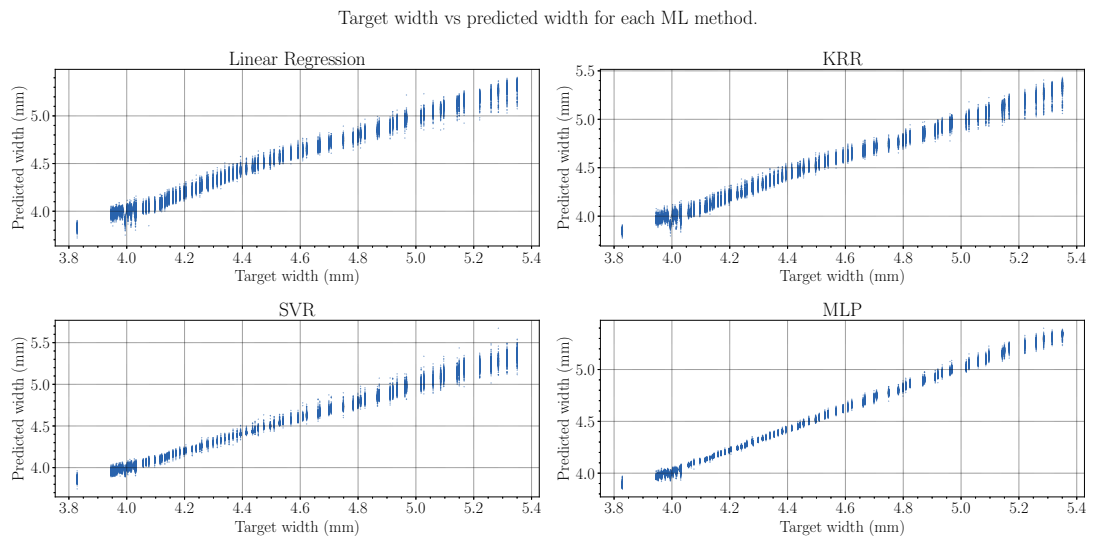 Target width vs predicted width for each ML method.
Linear Regression
Predicted width (mm)
5.0
4.5
4.0
3.8 4.0 4.2 4.4 4.6 4.8 5.0 5.2 5.4
Target width (mm)
KRR
Predicted width (mm)
5.5
5.0
4.5
4.0
3.8 4.0 4.2 4.4 4.6 4.8 5.0 5.2 5.4
Target width (mm)
SVR
Predicted width (mm)
5.5
5.0
4.5
4.0
3.8 4.0 4.2 4.4 4.6 4.8 5.0 5.2 5.4
Target width (mm)
MLP
Predicted width (mm)
5.0
4.5
4.0
3.8 4.0 4.2 4.4 4.6 4.8 5.0 5.2 5.4
Target width (mm)